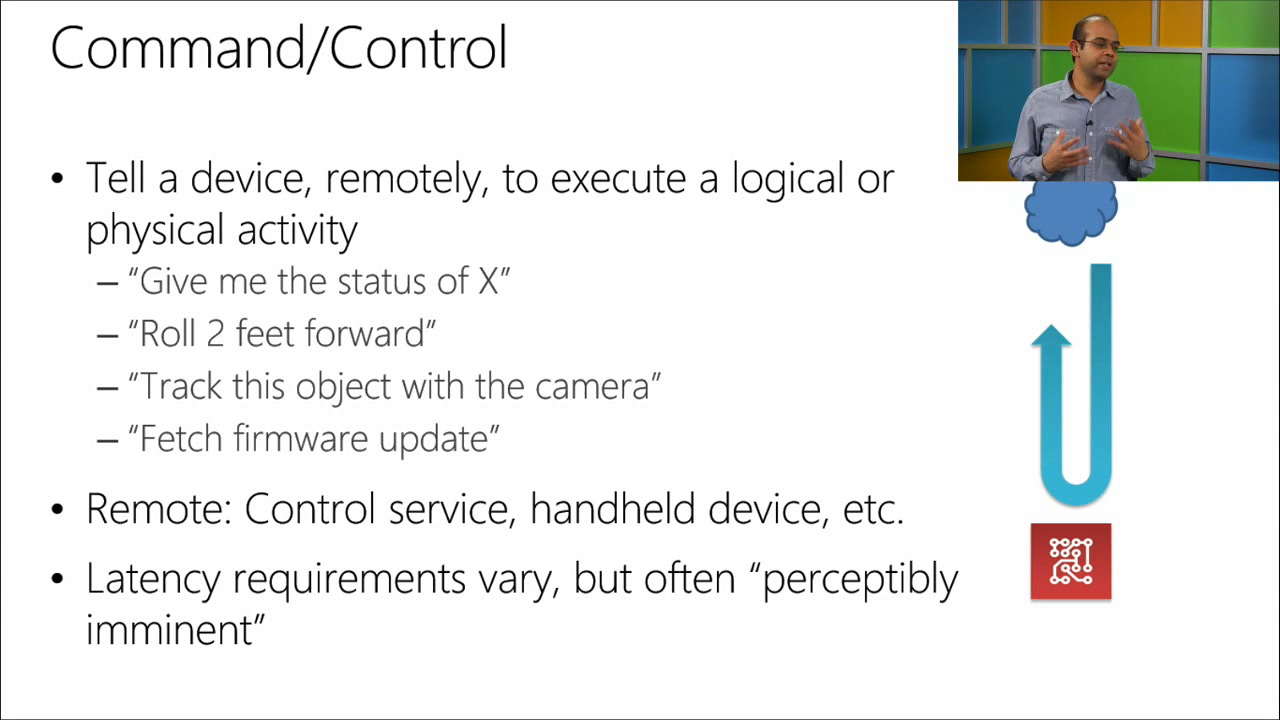 Command/Control
• Tell a device, remotely, to execute a logical or
physical activity
– “Give me the status of X”
– “Roll 2 feet forward”
– “Track this object with the camera”
– “Fetch firmware update”
• Remote: Control service, handheld device, etc.
• Latency requirements vary, but often “perceptibly
imminent”